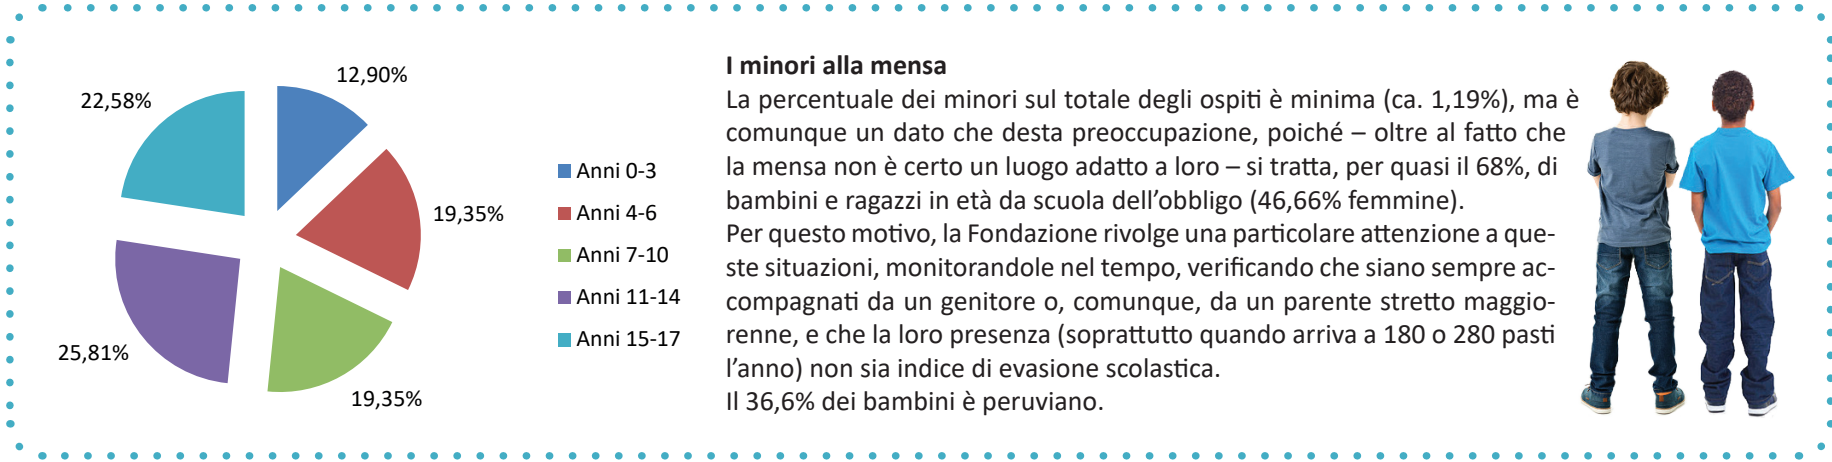 12,90%
22,58%
19,35%
25,81%
19,35%
Anni 0-3
Anni 4-6
Anni 7-10
Anni 11-14
Anni 15-17
I minori alla mensa
La percentuale dei minori sul totale degli ospiti è minima (ca. 1,19%), ma è
comunque un dato che desta preoccupazione, poiché – oltre al fatto che
la mensa non è certo un luogo adatto a loro – si tratta, per quasi il 68%, di
bambini e ragazzi in età da scuola dell’obbligo (46,66% femmine).
Per questo motivo, la Fondazione rivolge una particolare attenzione a que-
ste situazioni, monitorandole nel tempo, verificando che siano sempre ac-
compagnati da un genitore o, comunque, da un parente stretto maggio-
renne, e che la loro presenza (soprattutto quando arriva a 180 o 280 pasti
l’anno) non sia indice di evasione scolastica.
Il 36,6% dei bambini è peruviano.